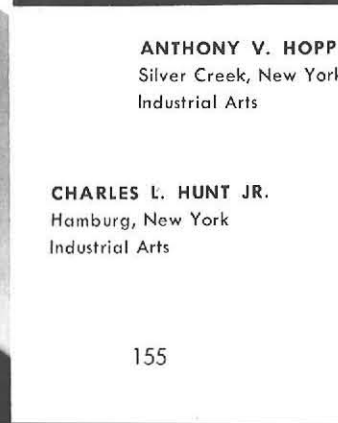 ANTHONY V. HOPP
Silver Creek, New York
Industrial Arts
CHARLES L. HUNT JR.
Hamburg, New York
Industrial Arts
155